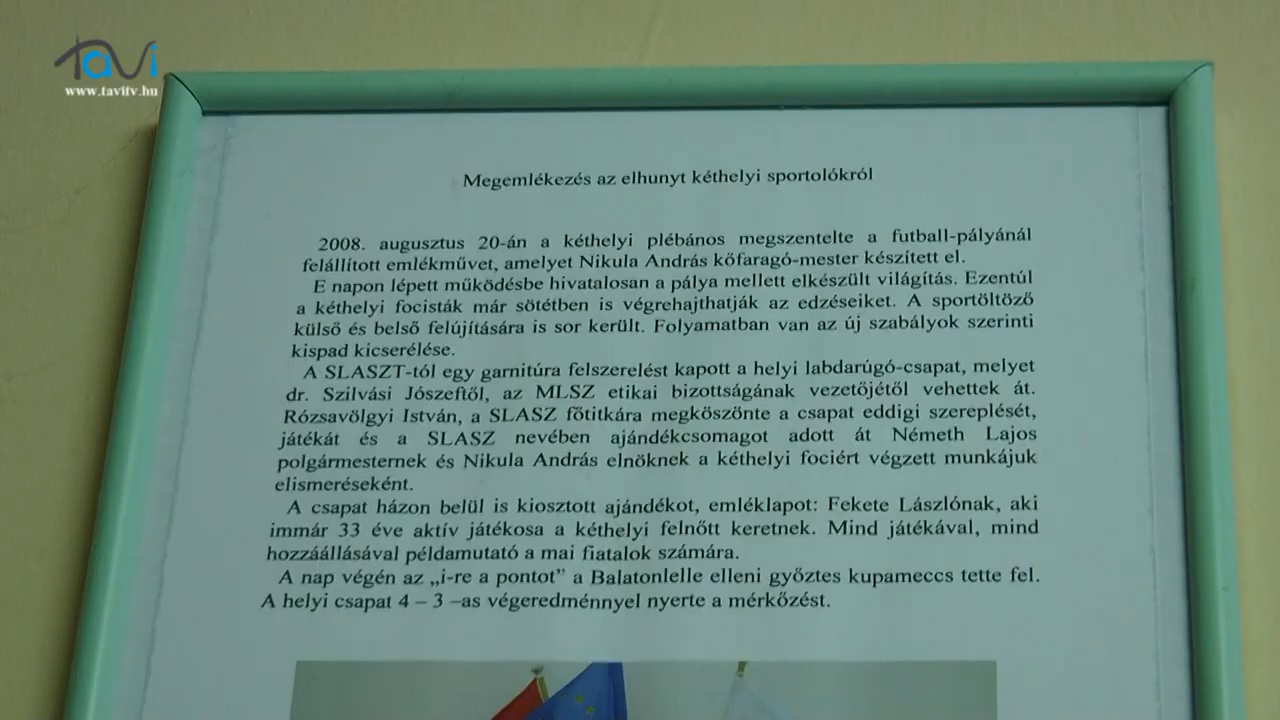 TaVi
www.tavitv.hu
Megemlékezés az elhunyt kéthelyi sportolókról
2008. augusztus 20-án a kéthelyi plébános megszentelte a futball-pályánál
felállított emlékművet, amelyet Nikula András kőfaragó-mester készített el.
E napon lépett működésbe hivatalosan a pálya mellett elkészült világítás. Ezentúl
a kéthelyi focisták már sötétben is végrehajthatják az edzéseiket. A sportöltöző
külső és belső felújítására is sor került. Folyamatban van az új szabályok szerinti
kispad kicserélése.
A SLASZT-tól egy garnitúra felszerelést kapott a helyi labdarúgó-csapat, melyet
dr. Szilvási Jószeftől, az MLSZ etikai bizottságának vezetőjétől vehettek át.
Rózsavölgyi István, a SLASZ főtitkára megköszönte a csapat eddigi szereplését,
játékát és a SLASZ nevében ajándékcsomagot adott át Németh Lajos
polgármesternek és Nikula András elnöknek a kéthelyi fociért végzett munkájuk
elismeréseként.
A csapat házon belül is kiosztott ajándékot, emléklapot: Fekete Lászlónak, aki
immár 33 éve aktív játékosa a kéthelyi felnőtt keretnek. Mind játékával, mind
hozzáállásával példamutató a mai fiatalok számára.
A nap végén az „i-re a pontot” a Balatonlelle elleni győztes kupameccs tette fel.
A helyi csapat 4 – 3 –as végeredménnyel nyerte a mérkőzést.